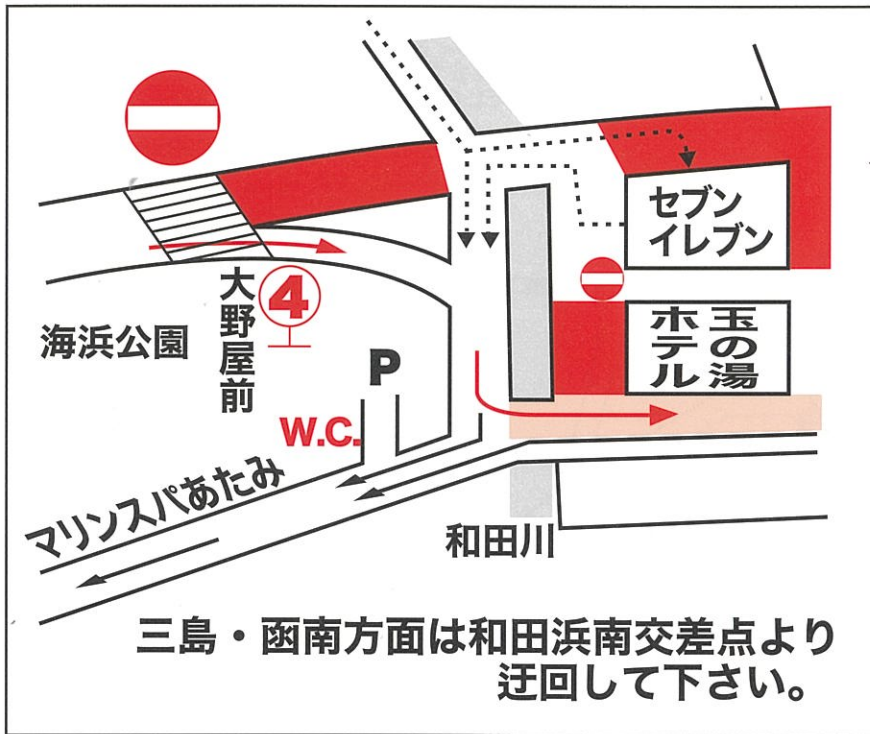 セブン
イレブン
大野屋前
4
海浜公園
玉の湯
ホテル
P
W.C.
マリンスパあたみ
和田川
三島・函南方面は和田浜南交差点より
迂回して下さい。